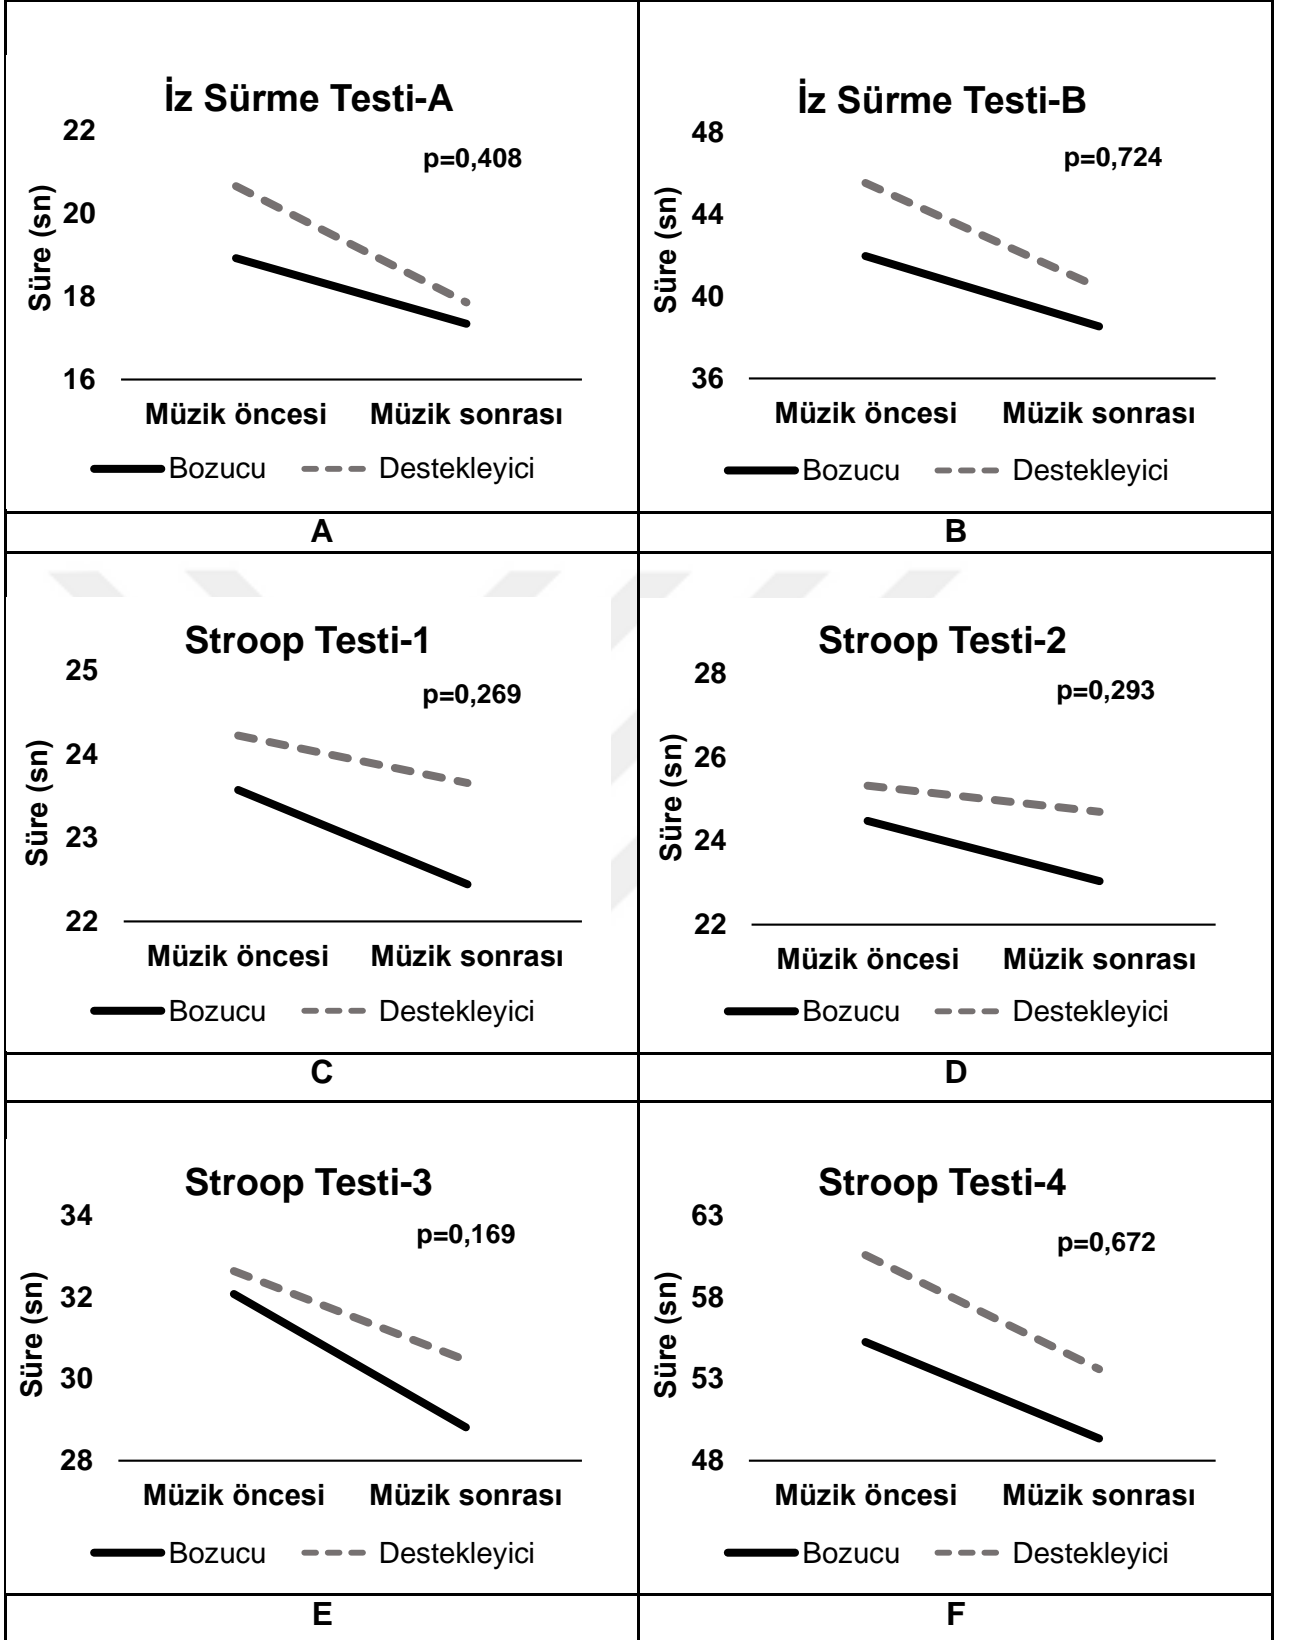 İz Sürme Testi-A
p=0,408
Süre (sn)
22
20
18
16
Müzik öncesi Müzik sonrası
Bozucu Destekleyici
A
İz Sürme Testi-B
p=0,724
Süre (sn)
48
44
40
36
Müzik öncesi Müzik sonrası
Bozucu Destekleyici
B
Stroop Testi-1
p=0,269
Süre (sn)
25
24
23
22
Müzik öncesi Müzik sonrası
Bozucu Destekleyici
C
Stroop Testi-2
p=0,293
Süre (sn)
28
26
24
22
Müzik öncesi Müzik sonrası
Bozucu Destekleyici
D
Stroop Testi-3
p=0,169
Süre (sn)
34
32
30
28
Müzik öncesi Müzik sonrası
Bozucu Destekleyici
E
Stroop Testi-4
p=0,672
Süre (sn)
63
58
53
48
Müzik öncesi Müzik sonrası
Bozucu Destekleyici
F